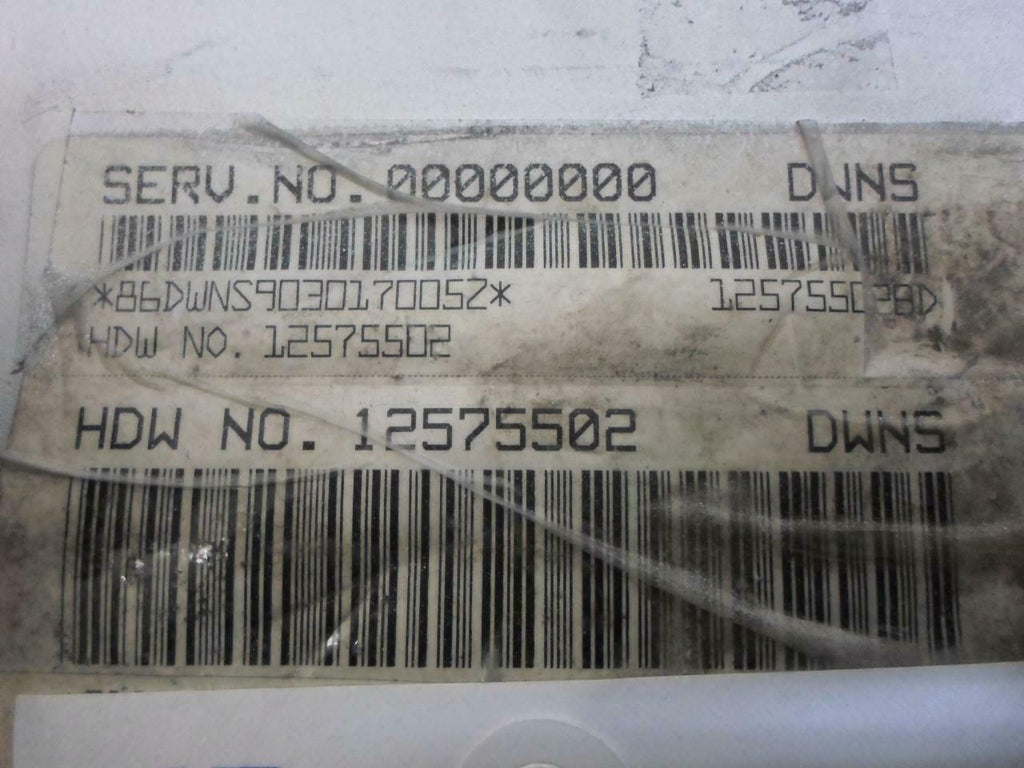 SERV.NO.00000000 DWNS
*86DWNS9030170052*
HDW NO. 12575502
HDW NO. 12575502 DWNS